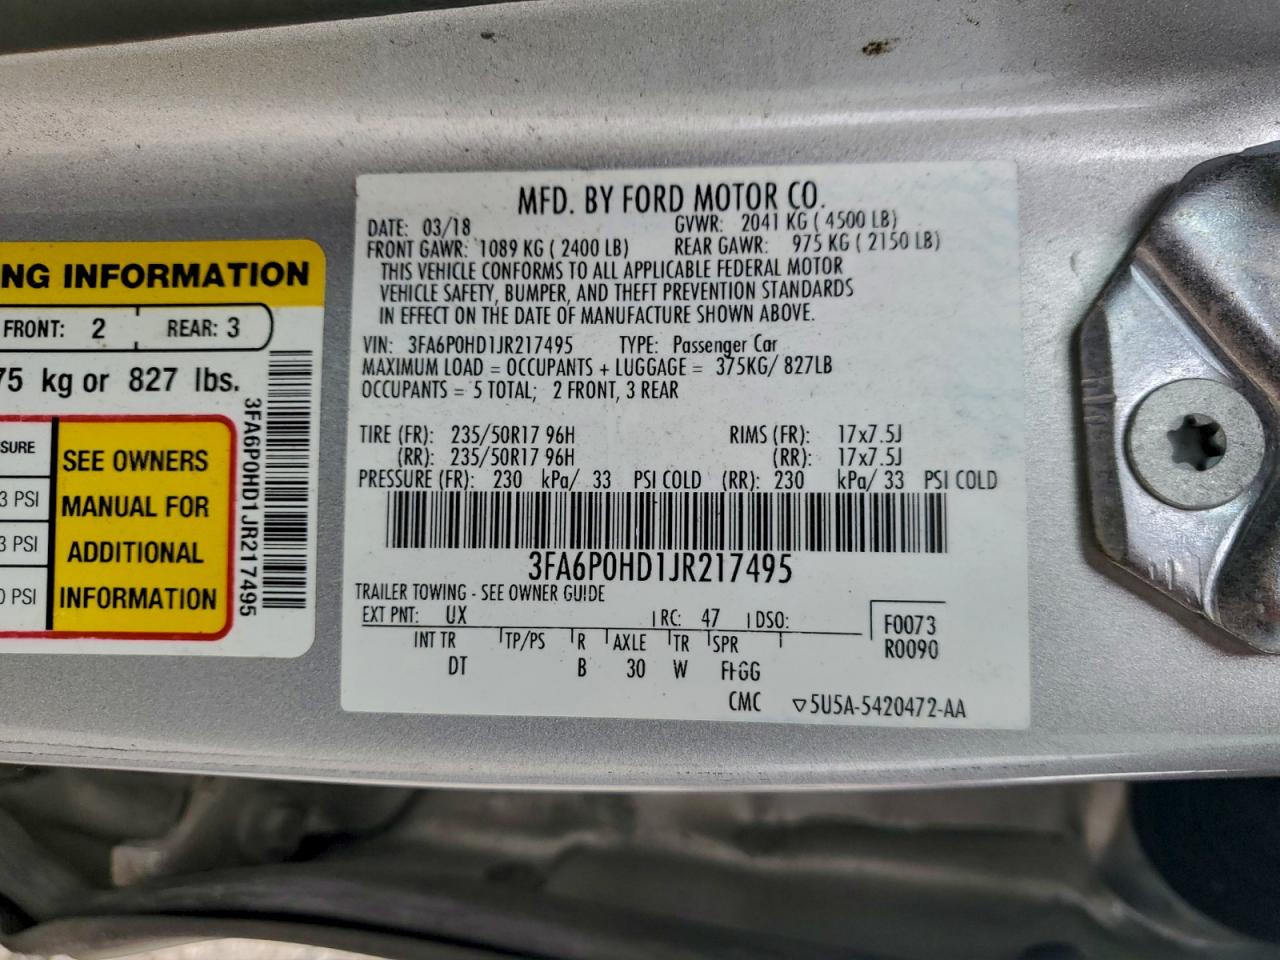 NG INFORMATION
FRONT: 2 REAR: 3
75 kg or 827 lbs.
SURE
3 PSI
3 PSI
0 PSI
SEE OWNERS
MANUAL FOR
ADDITIONAL
INFORMATION
3FA6P0HD1JR217495
MFD. BY FORD MOTOR CO.
DATE: 03/18 GVWR: 2041 KG ( 4500 LB)
FRONT GAWR: 1089 KG ( 2400 LB) REAR GAWR: 975 KG ( 2150 LB)
THIS VEHICLE CONFORMS TO ALL APPLICABLE FEDERAL MOTOR
VEHICLE SAFETY, BUMPER, AND THEFT PREVENTION STANDARDS
IN EFFECT ON THE DATE OF MANUFACTURE SHOWN ABOVE.
VIN: 3FA6P0HD1JR217495 TYPE: Passenger Car
MAXIMUM LOAD = OCCUPANTS + LUGGAGE = 375KG/ 827LB
OCCUPANTS = 5 TOTAL; 2 FRONT, 3 REAR
TIRE (FR): 235/50R17 96H RIMS (FR): 17x7.5J
(RR): 235/50R17 96H (RR): 17x7.5J
PRESSURE (FR): 230 kPa/ 33 PSI COLD (RR): 230 kPa/ 33 PSI COLD
3FA6P0HD1JR217495
TRAILER TOWING - SEE OWNER GUIDE
EXT PNT: UX RC: 47 DSO: F0073
INT TR TP/PS R AXLE TR SPR R0090
DT B 30 W
CMC ▽5U5A-5420472-AA